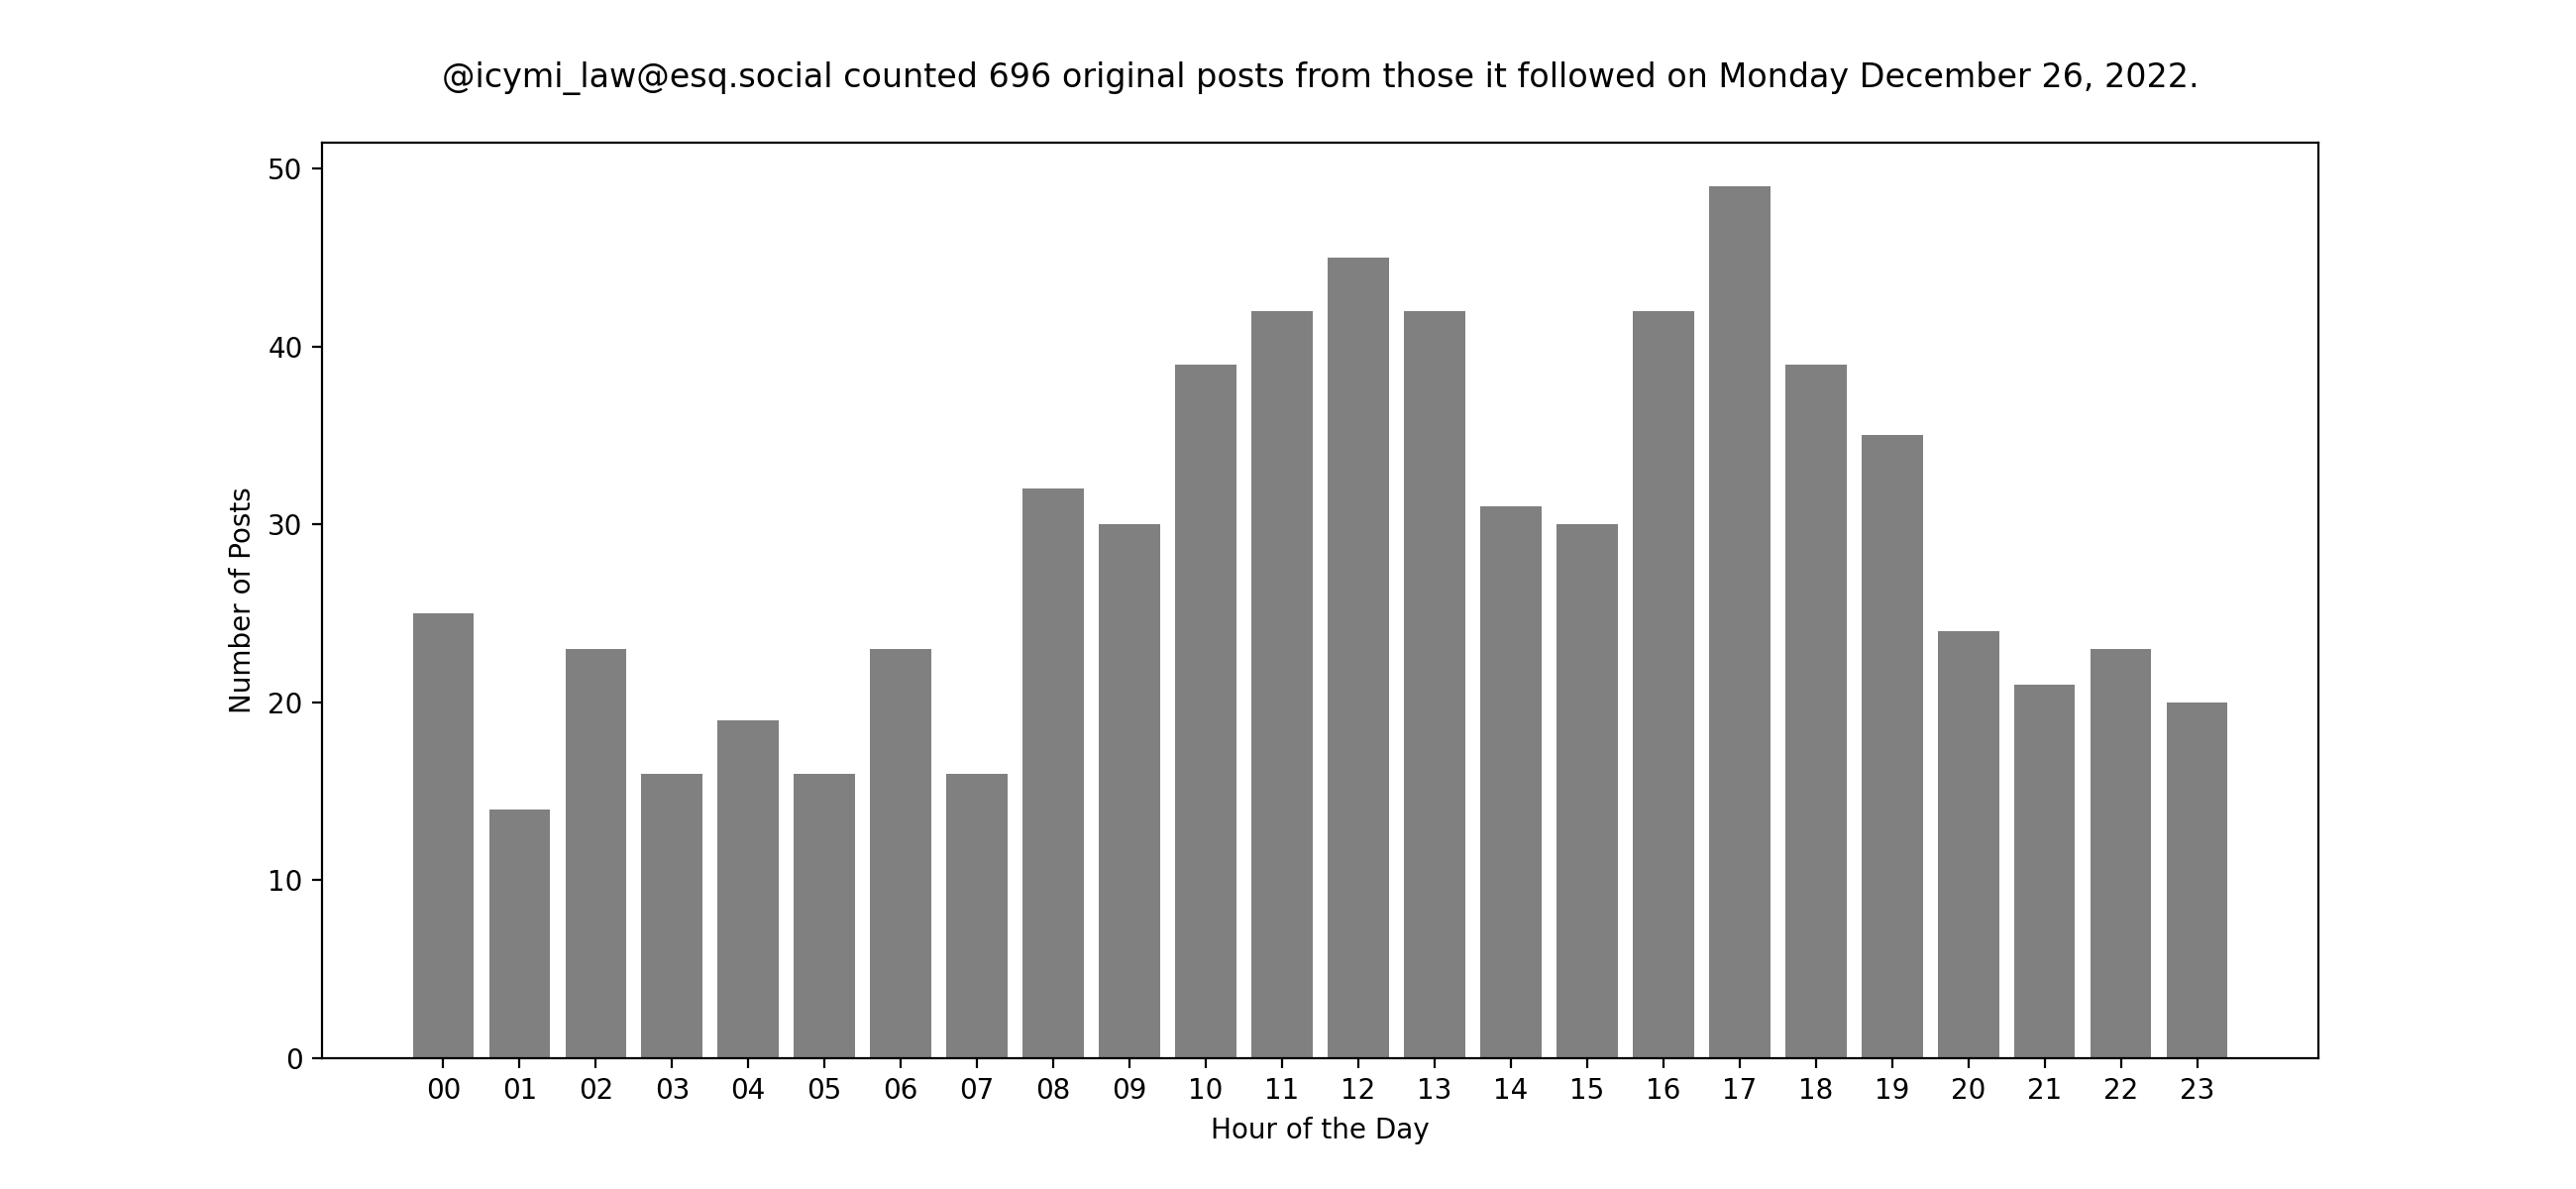 @icymi_law@esq.social counted 696 original posts from those it followed on Monday December 26, 2022.
50
40
30
20
10
0
Number of Posts
00 01 02 03 04 05 06 07 08 09 10 11 12 13 14 15 16 17 18 19 20 21 22 23
Hour of the Day